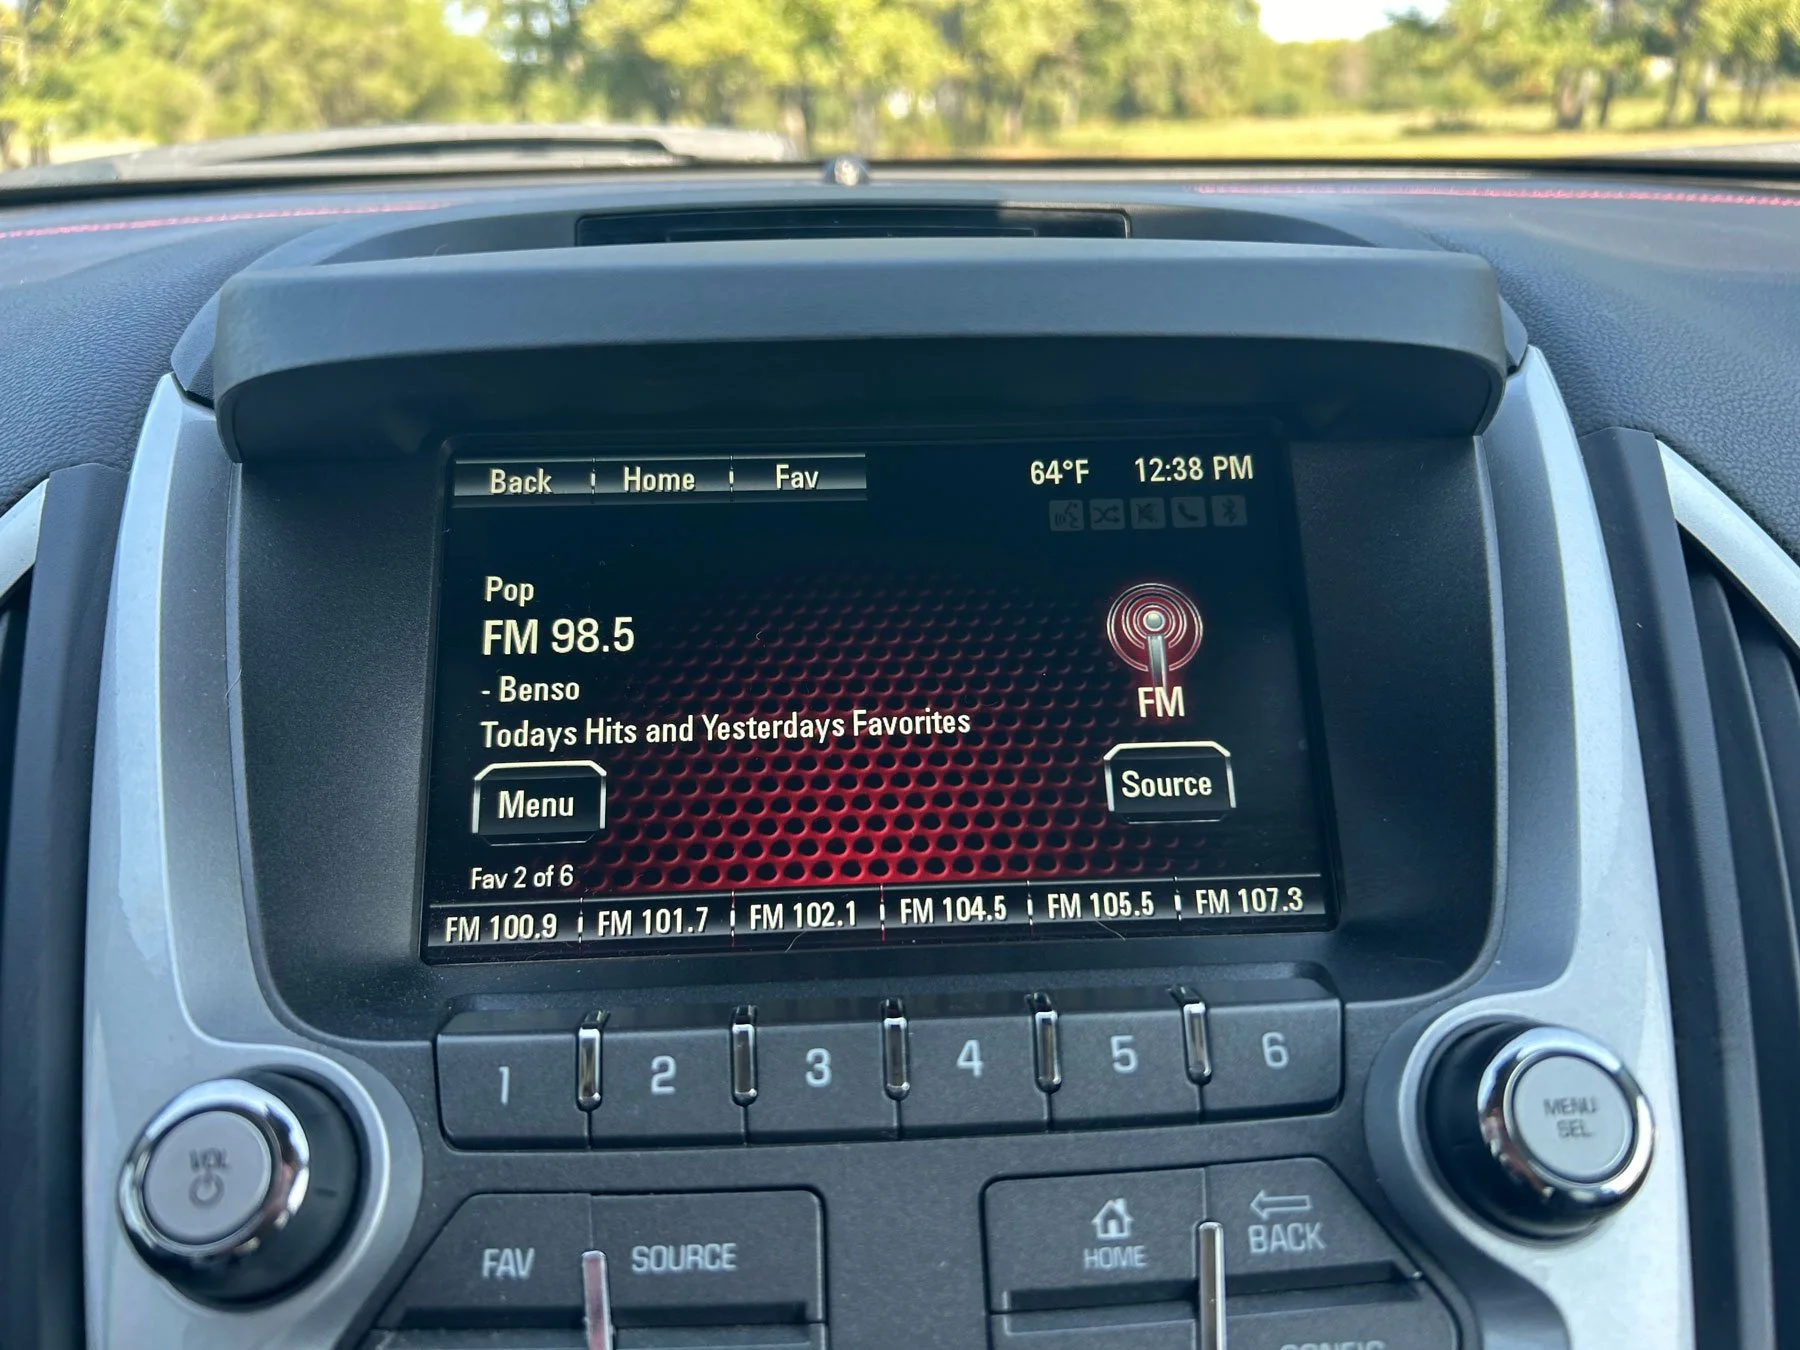 Back Home Fav 64°F 12:38 PM
Pop
FM 98.5
- Benso
Todays Hits and Yesterdays Favorites
FM
Menu Source
Fav 2 of 6
FM 100.9 FM 101.7 FM 102.1 FM 104.5 FM 105.5 FM 107.3
1 2 3 4 5 6
VOL
MENU
SEL
FAV SOURCE HOME BACK
CONFIG